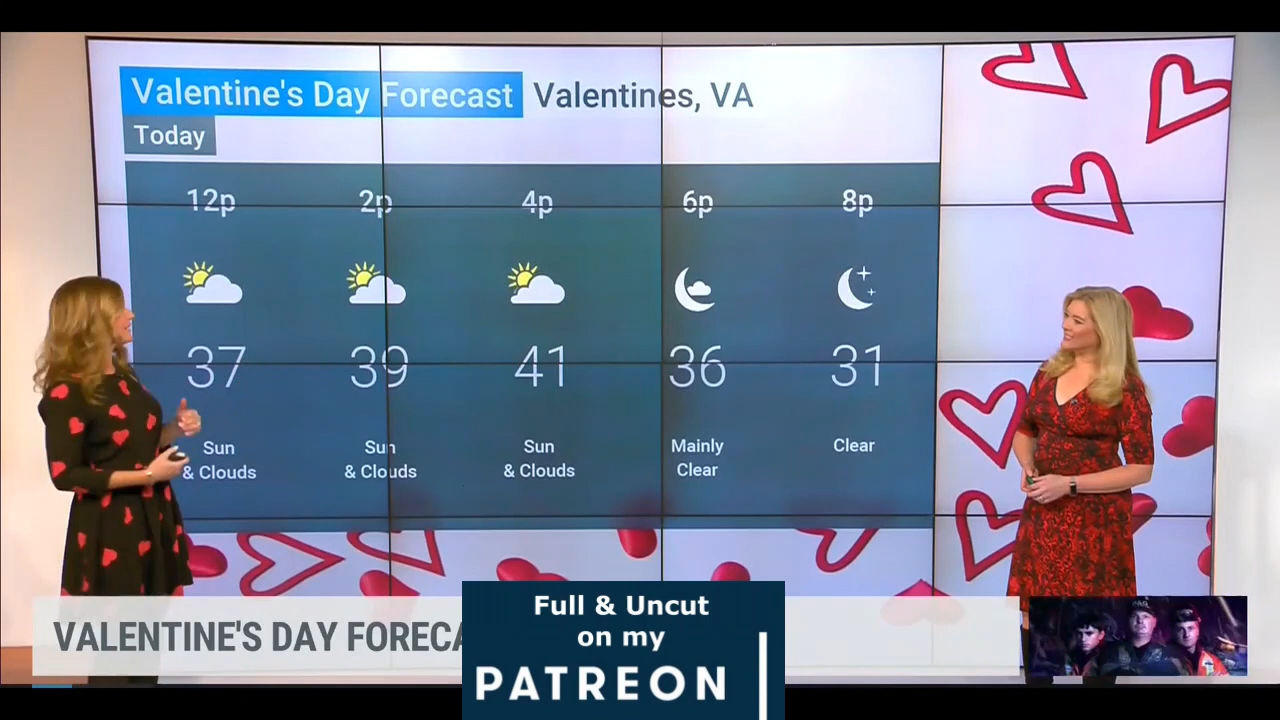 Valentine's Day Forecast Valentines, VA
Today
12p 2p 4p 6p 8p
37 39 41 36 31
Sun Sun Sun Mainly Clear
& Clouds & Clouds & Clouds Clear
VALENTINE'S DAY FORECA
Full & Uncut
on my
PATREON